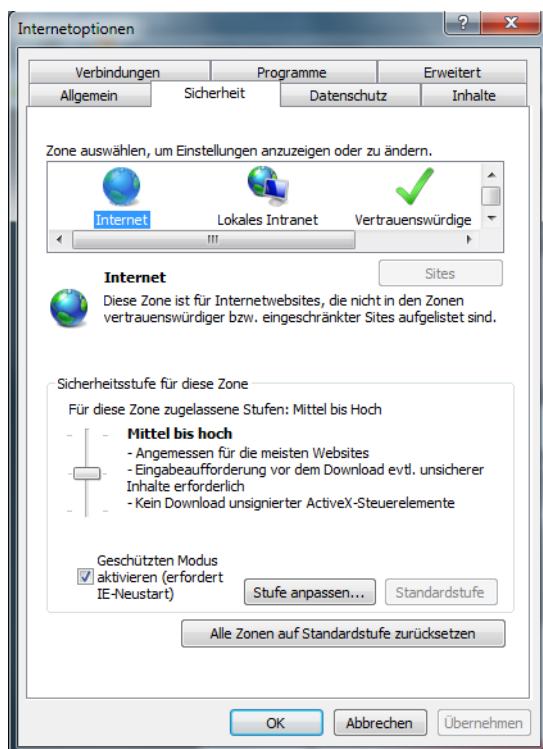 Internetoptionen
Verbindungen Programme Erweitert
Allgemein Sicherheit Datenschutz Inhalte
Zone auswählen, um Einstellungen anzuzeigen oder zu ändern.
Internet Lokales Intranet Vertrauenswürdige
Internet Sites
Diese Zone ist für Internetwebsites, die nicht in den Zonen
vertrauenswürdiger bzw. eingeschränkter Sites aufgelistet sind.
Sicherheitsstufe für diese Zone
Für diese Zone zugelassene Stufen: Mittel bis Hoch
Mittel bis hoch
- Angemessen für die meisten Websites
- Eingabeaufforderung vor dem Download evtl. unsicherer
Inhalte erforderlich
- Kein Download unsignierter ActiveX-Steuerelemente
Geschützten Modus
aktivieren (erfordert
IE-Neustart) Stufe anpassen... Standardstufe
Alle Zonen auf Standardstufe zurücksetzen
OK Abbrechen Übernehmen